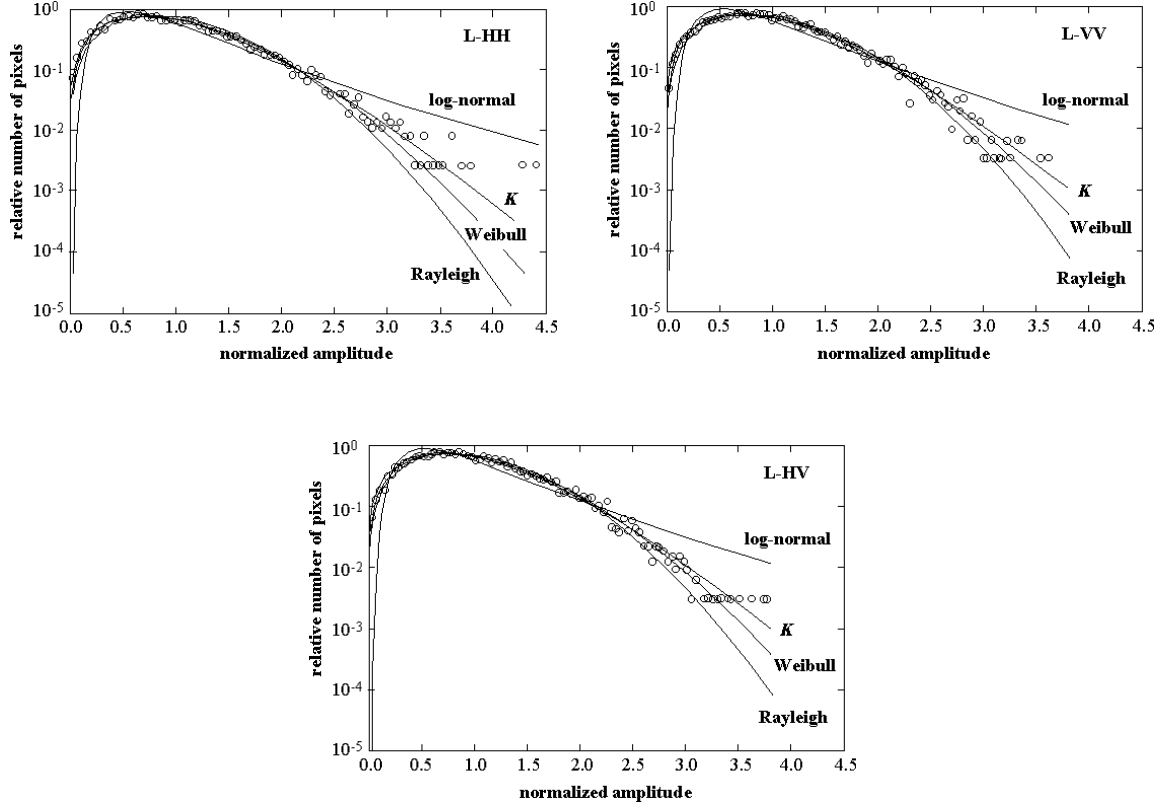 10⁰
10⁻¹
10⁻²
10⁻³
10⁻⁴
10⁻⁵
relative number of pixels
L-HH
log-normal
K
Weibull
Rayleigh
0.0 0.5 1.0 1.5 2.0 2.5 3.0 3.5 4.0 4.5
normalized amplitude
10⁰
10⁻¹
10⁻²
10⁻³
10⁻⁴
10⁻⁵
relative number of pixels
L-VV
log-normal
K
Weibull
Rayleigh
0.0 0.5 1.0 1.5 2.0 2.5 3.0 3.5 4.0 4.5
normalized amplitude
10⁰
10⁻¹
10⁻²
10⁻³
10⁻⁴
10⁻⁵
relative number of pixels
L-HV
log-normal
K
Weibull
Rayleigh
0.0 0.5 1.0 1.5 2.0 2.5 3.0 3.5 4.0 4.5
normalized amplitude